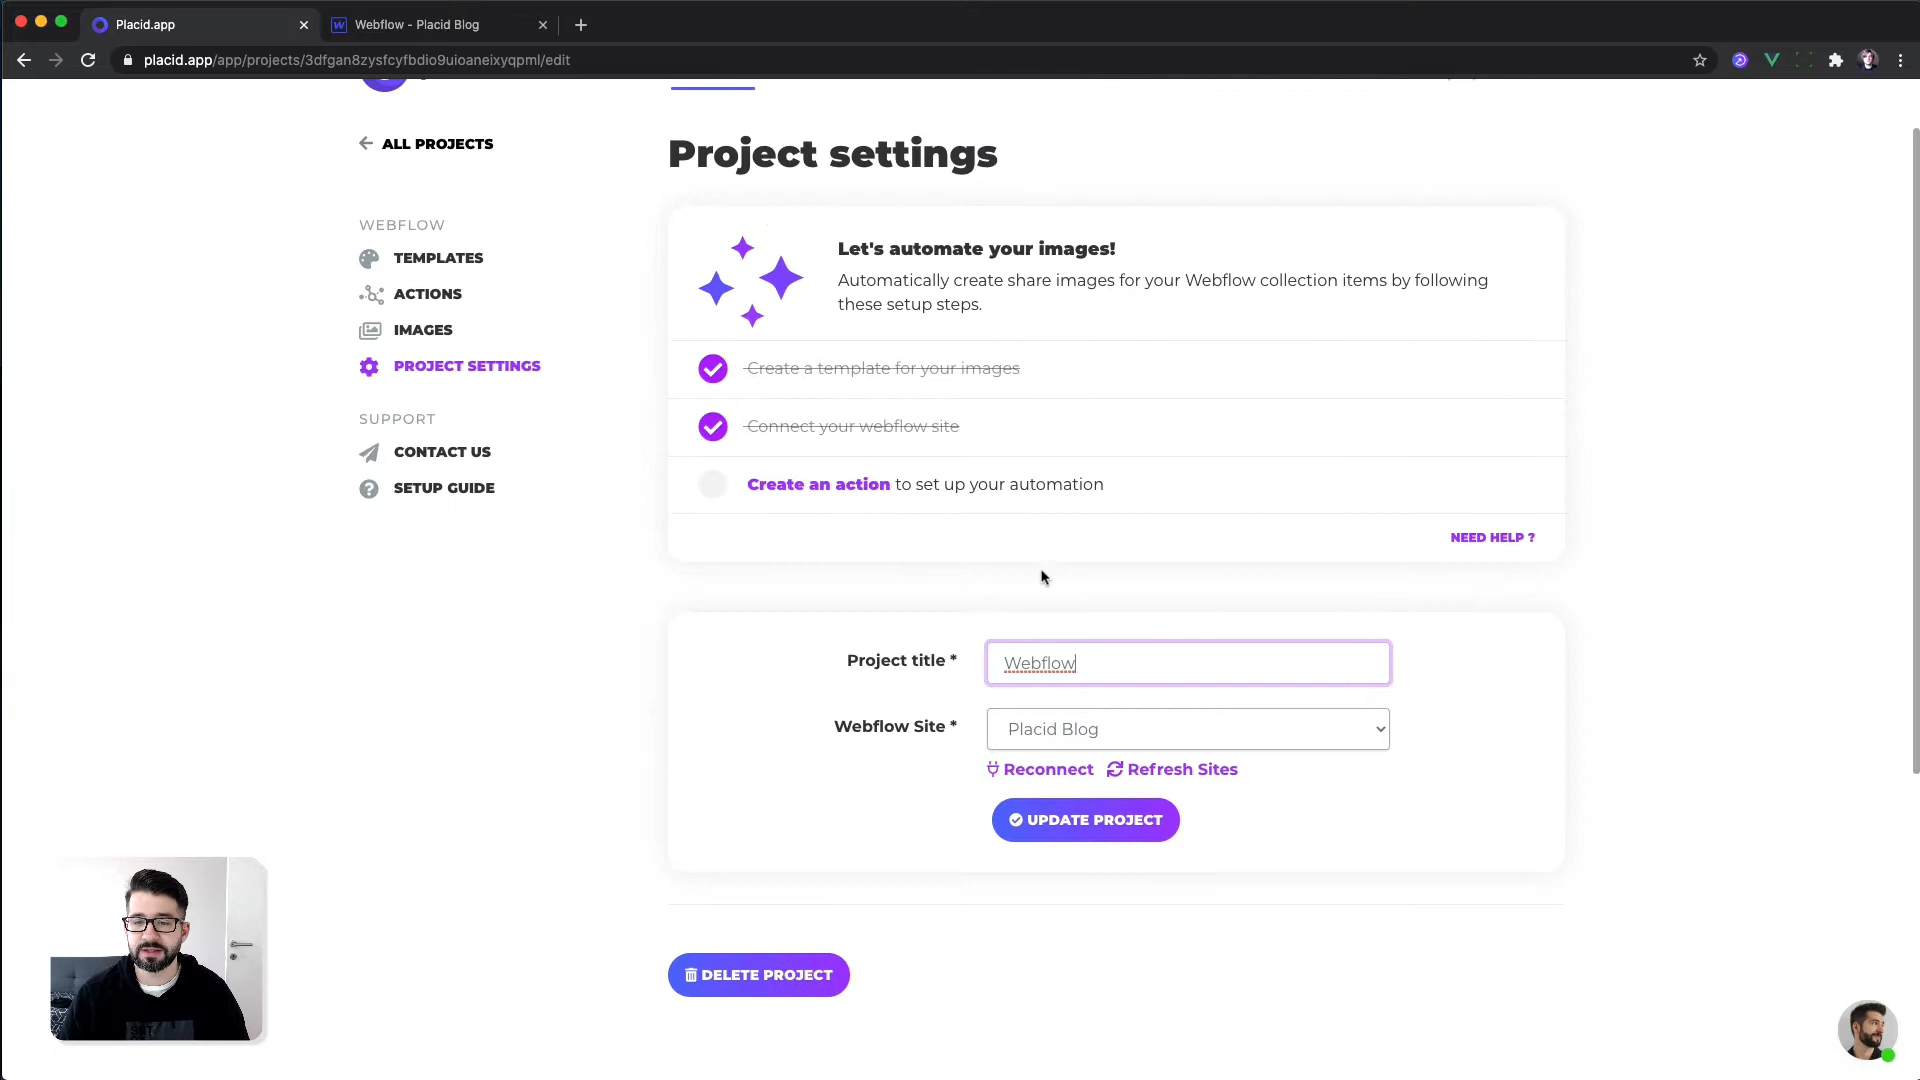 Placid.app
Webflow - Placid Blog
placid.app/app/projects/3dfgan8zysfcyfbdio9uioaneixyqpml/edit
ALL PROJECTS
WEBFLOW
TEMPLATES
ACTIONS
IMAGES
PROJECT SETTINGS
SUPPORT
CONTACT US
SETUP GUIDE
Project settings
Let's automate your images!
Automatically create share images for your Webflow collection items by following
these setup steps.
Create a template for your images
Connect your webflow site
Create an action to set up your automation
NEED HELP ?
Project title *
Webflow
Webflow Site *
Placid Blog
Reconnect
Refresh Sites
UPDATE PROJECT
DELETE PROJECT